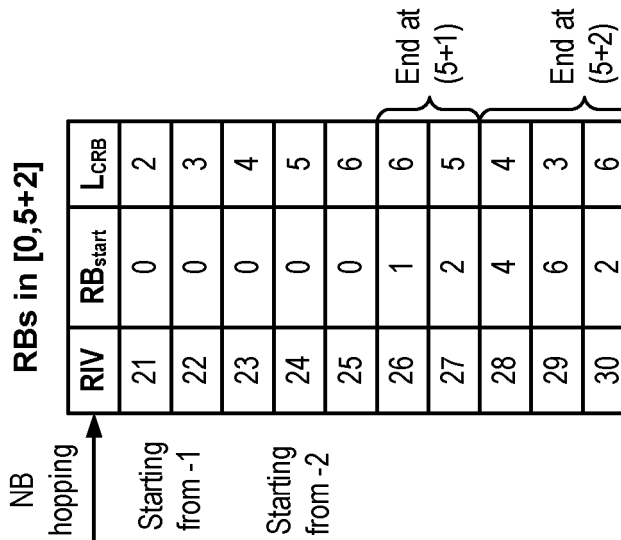 RBs in [0,5+2]
NB
hopping
RIV RBstart LCRB
21 0 2
22 0 3
23 0 4
24 0 5
25 0 6
26 1 6
27 2 5
28 4 4
29 6 3
30 2 6
Starting
from -1
Starting
from -2
End at
(5+1)
End at
(5+2)